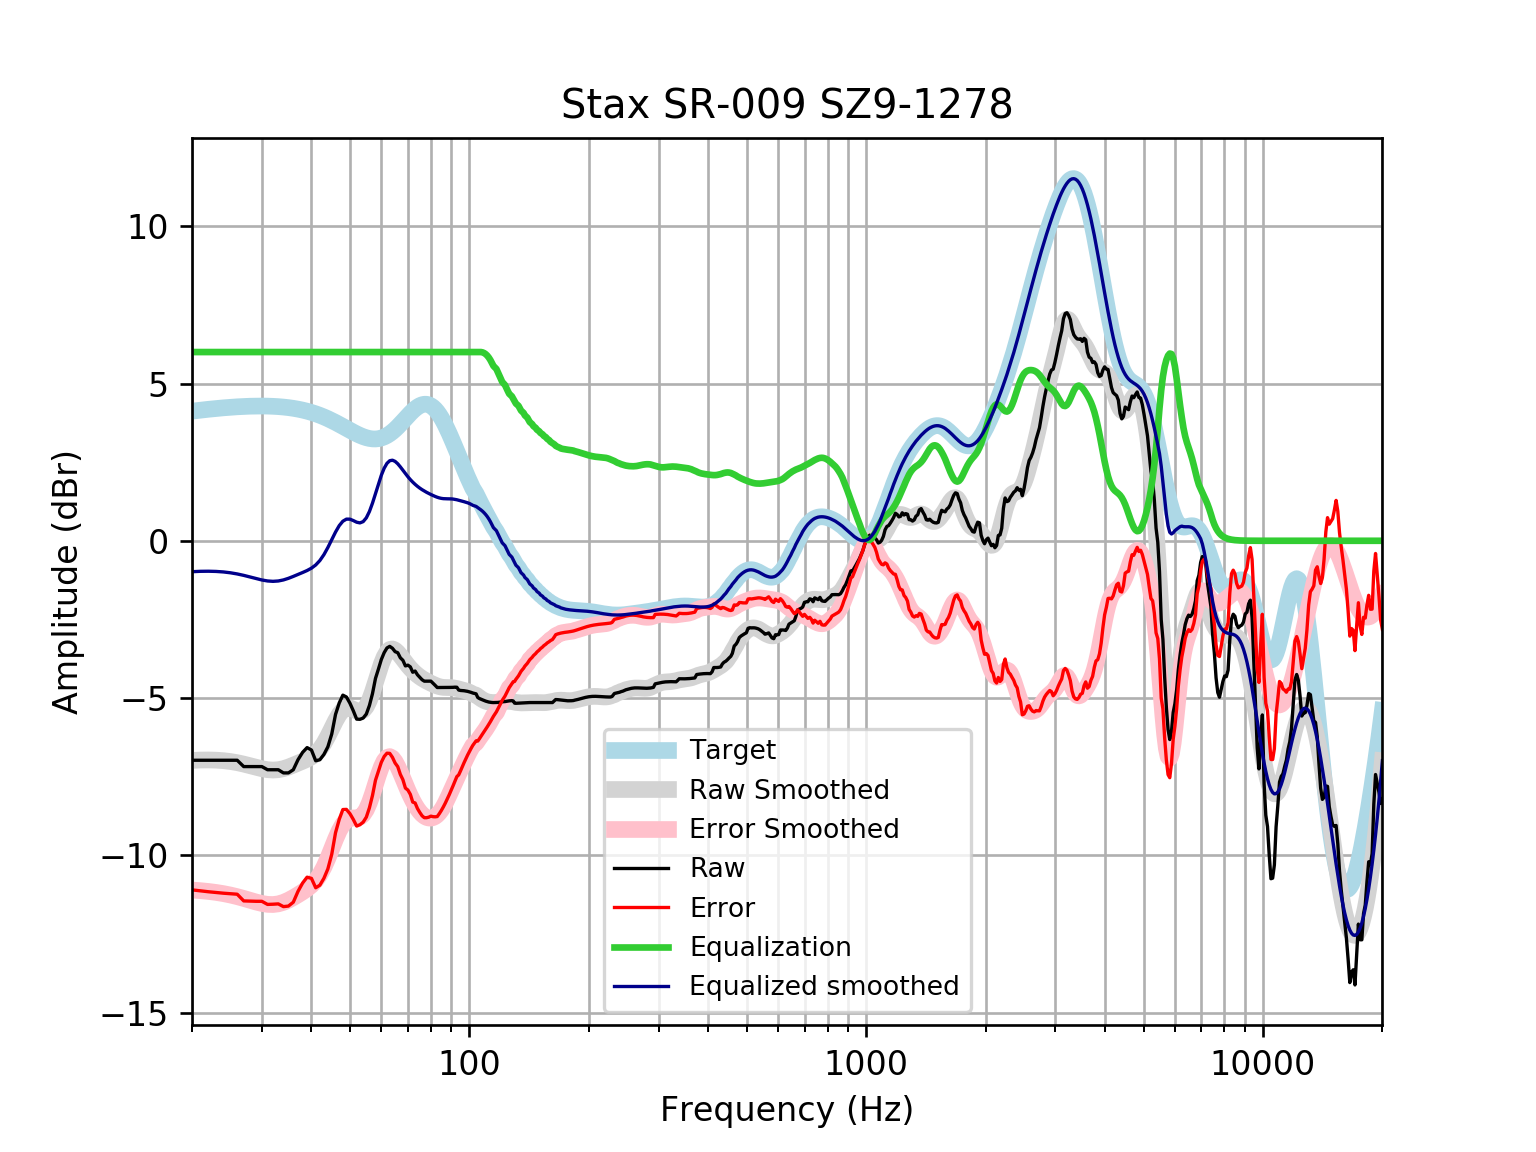 Stax SR-009 SZ9-1278
Amplitude (dBr)
10
5
0
−5
−10
−15
Target
Raw Smoothed
Error Smoothed
Raw
Error
Equalization
Equalized smoothed
100
1000
10000
Frequency (Hz)